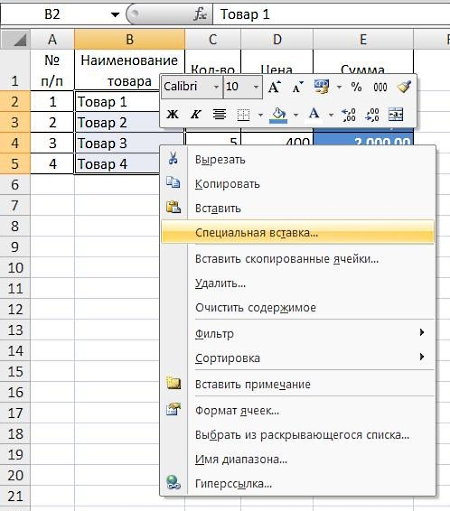 B2 fx Товар 1
A B C D E F
1 № п/п Наименование товара Кол-во Цена Сумма
Calibri 10 A A % 000
Ж К A ,00 ,0
2 1 Товар 1
3 2 Товар 2
4 3 Товар 3 5 400 2 000,00
5 4 Товар 4
6
7
8
9
10
11
12
13
14
15
16
17
18
19
20
21
Вырезать
Копировать
Вставить
Специальная вставка...
Вставить скопированные ячейки...
Удалить...
Очистить содержимое
Фильтр
Сортировка
Вставить примечание
Формат ячеек...
Выбрать из раскрывающегося списка...
Имя диапазона...
Гиперссылка...